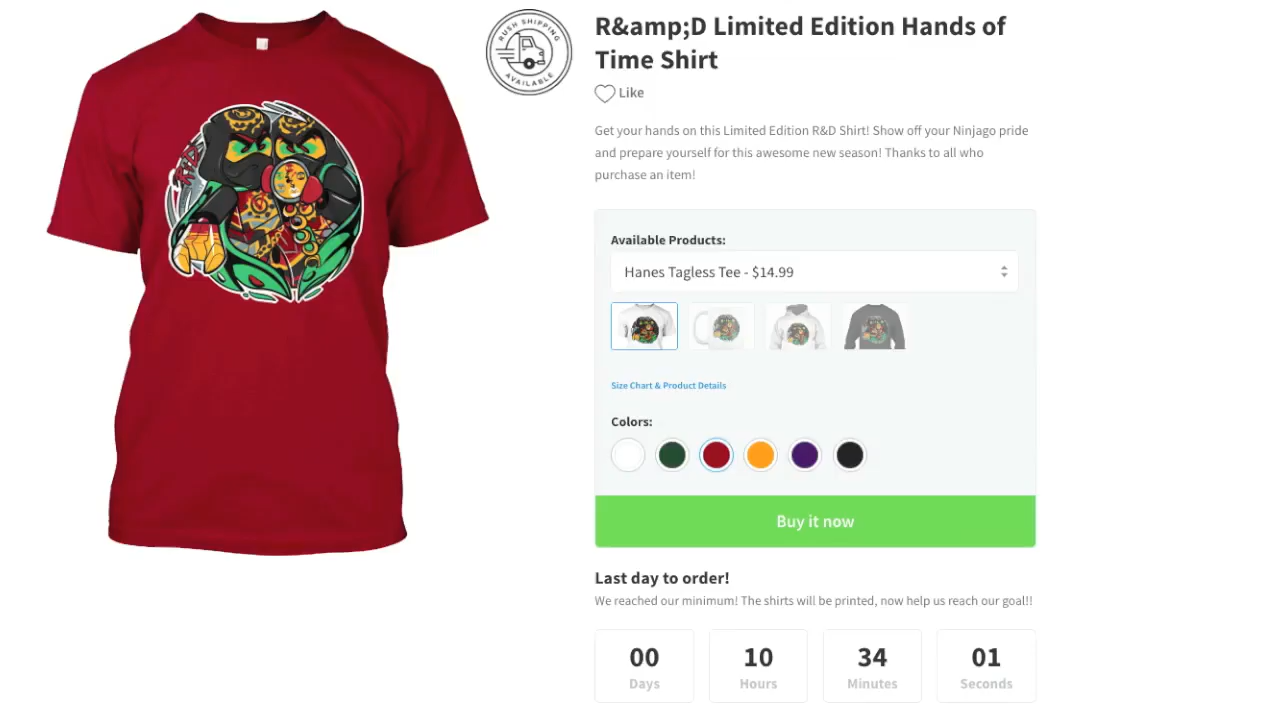 RUSH SHIPPING
AVAILABLE
R&amp;D Limited Edition Hands of
Time Shirt
Like
Get your hands on this Limited Edition R&D Shirt! Show off your Ninjago pride
and prepare yourself for this awesome new season! Thanks to all who
purchase an item!
Available Products:
Hanes Tagless Tee - $14.99
Size Chart & Product Details
Colors:
Buy it now
Last day to order!
We reached our minimum! The shirts will be printed, now help us reach our goal!!
00
10
34
01
Days
Hours
Minutes
Seconds
R&D